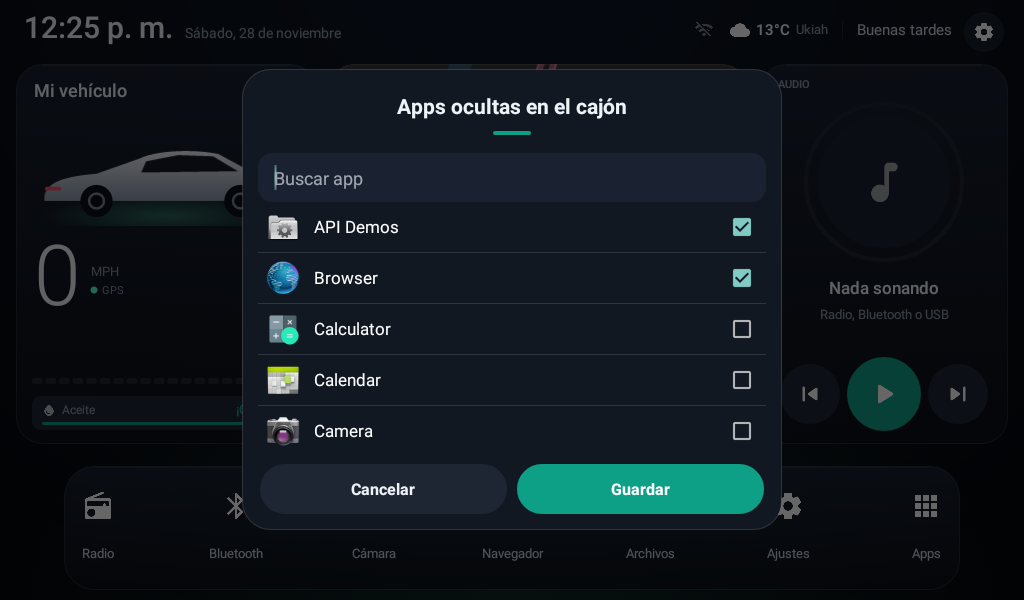 12:25 p. m.
Sábado, 28 de noviembre
13°C
Ukiah
Buenas tardes
Mi vehículo
AUDIO
Apps ocultas en el cajón
Buscar app
API Demos
Browser
Calculator
Calendar
Camera
Cancelar
Guardar
0
MPH
GPS
Aceite
Nada sonando
Radio, Bluetooth o USB
Radio
Bluetooth
Cámara
Navegador
Archivos
Ajustes
Apps